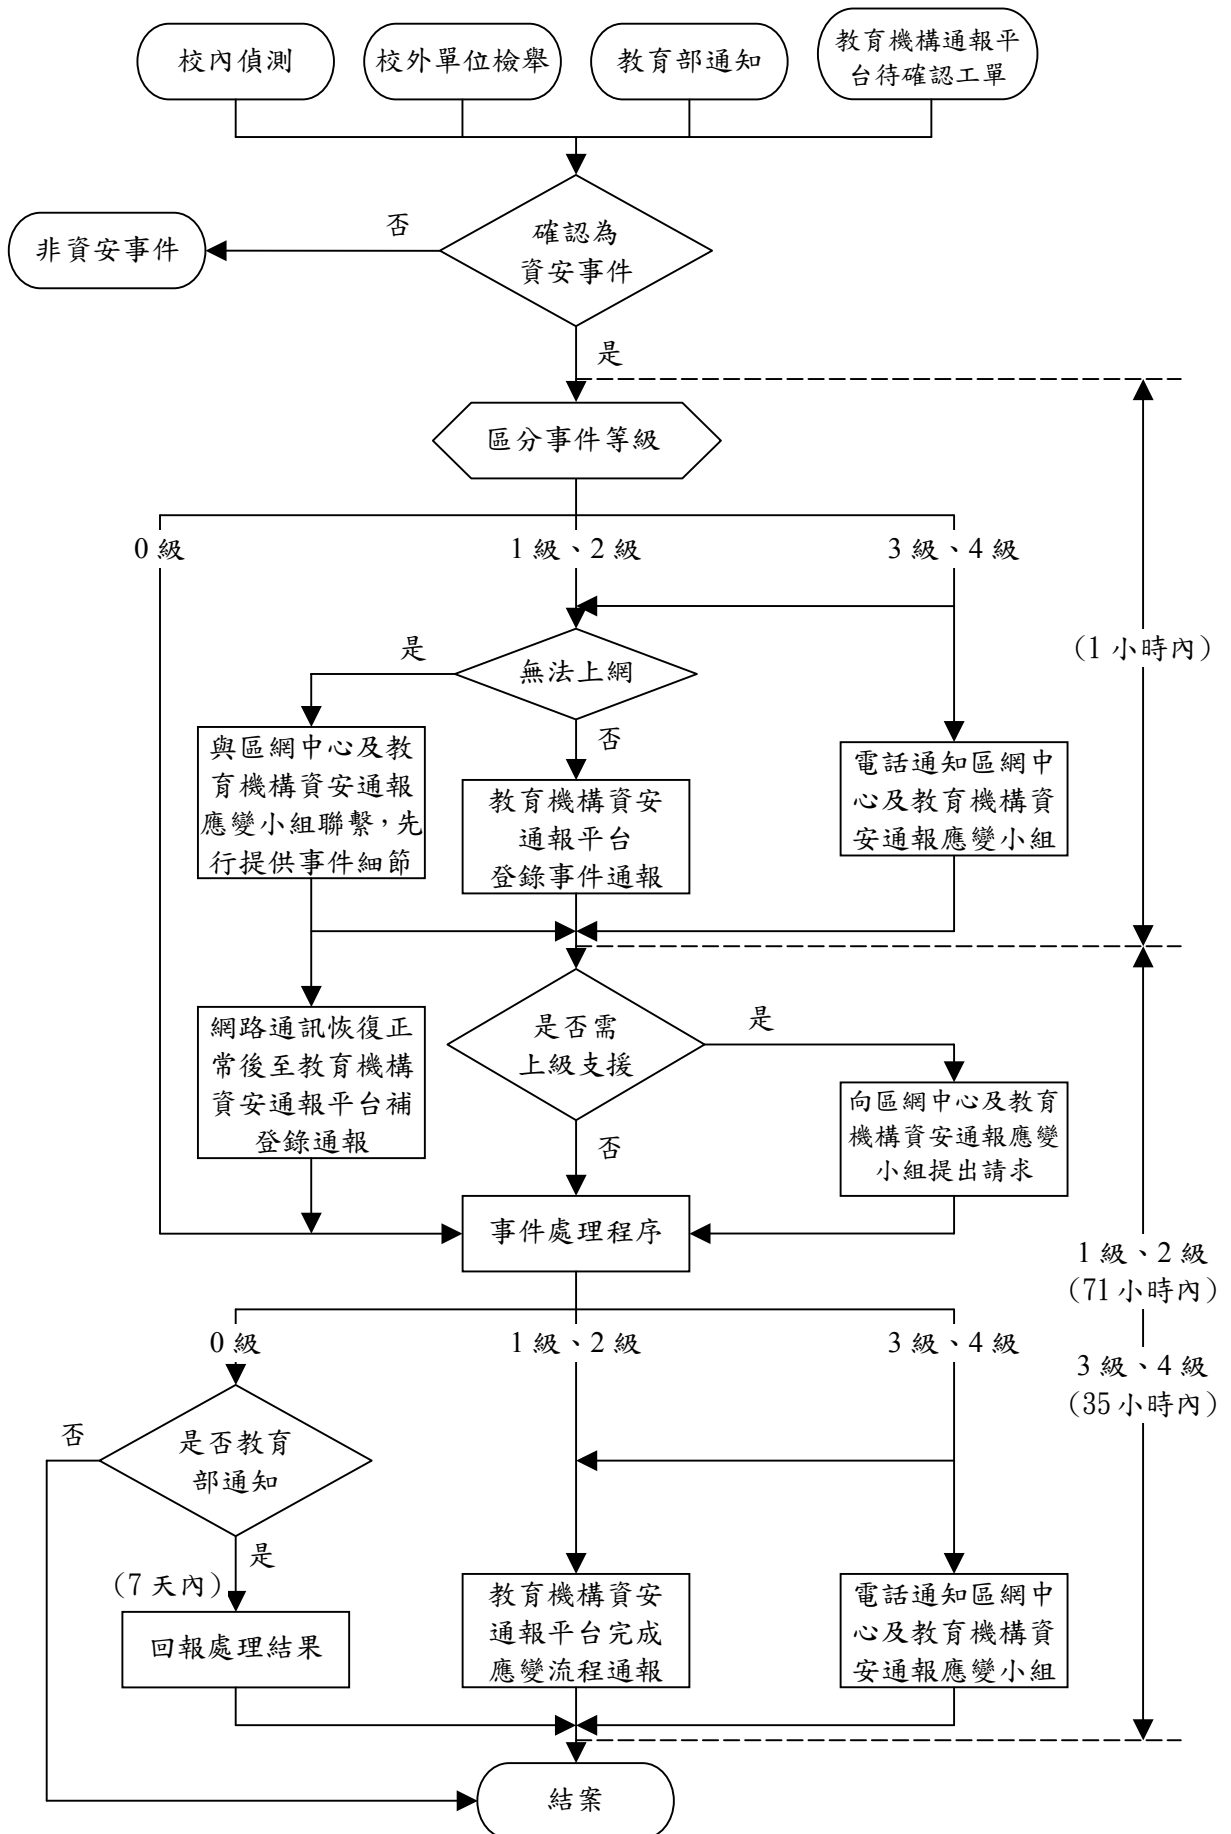 校內偵測
校外單位檢舉
教育部通知
教育機構通報平
台待確認工單
確認為
資安事件
否
非資安事件
是
區分事件等級
0 級
1 級、2 級
3 級、4 級
(1 小時內)
是
無法上網
否
與區網中心及教
育機構資安通報
應變小組聯繫,先
行提供事件細節
教育機構資安
通報平台
登錄事件通報
電話通知區網中
心及教育機構資
安通報應變小組
網路通訊恢復正
常後至教育機構
資安通報平台補
登錄通報
是否需
上級支援
是
否
向區網中心及教育
機構資安通報應變
小組提出請求
事件處理程序
1 級、2 級
(71 小時內)
3 級、4 級
(35 小時內)
0 級
1 級、2 級
3 級、4 級
否
是否教育
部通知
是
(7 天內)
回報處理結果
教育機構資安
通報平台完成
應變流程通報
電話通知區網中
心及教育機構資
安通報應變小組
結案